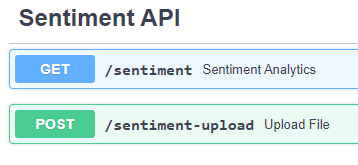 Sentiment API
GET /sentiment Sentiment Analytics
POST /sentiment-upload Upload File